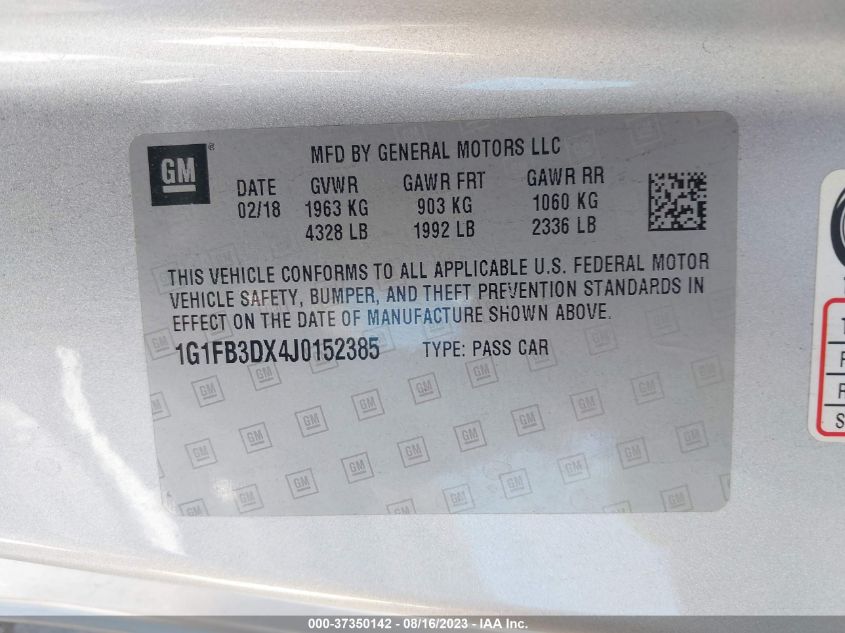 GM ®
MFD BY GENERAL MOTORS LLC
DATE GVWR GAWR FRT GAWR RR
02/18 1963 KG 903 KG 1060 KG
4328 LB 1992 LB 2336 LB
THIS VEHICLE CONFORMS TO ALL APPLICABLE U.S. FEDERAL MOTOR
VEHICLE SAFETY, BUMPER, AND THEFT PREVENTION STANDARDS IN
EFFECT ON THE DATE OF MANUFACTURE SHOWN ABOVE.
1G1FB3DX4J0152385 TYPE: PASS CAR
000-37350142 - 08/16/2023 - IAA Inc.